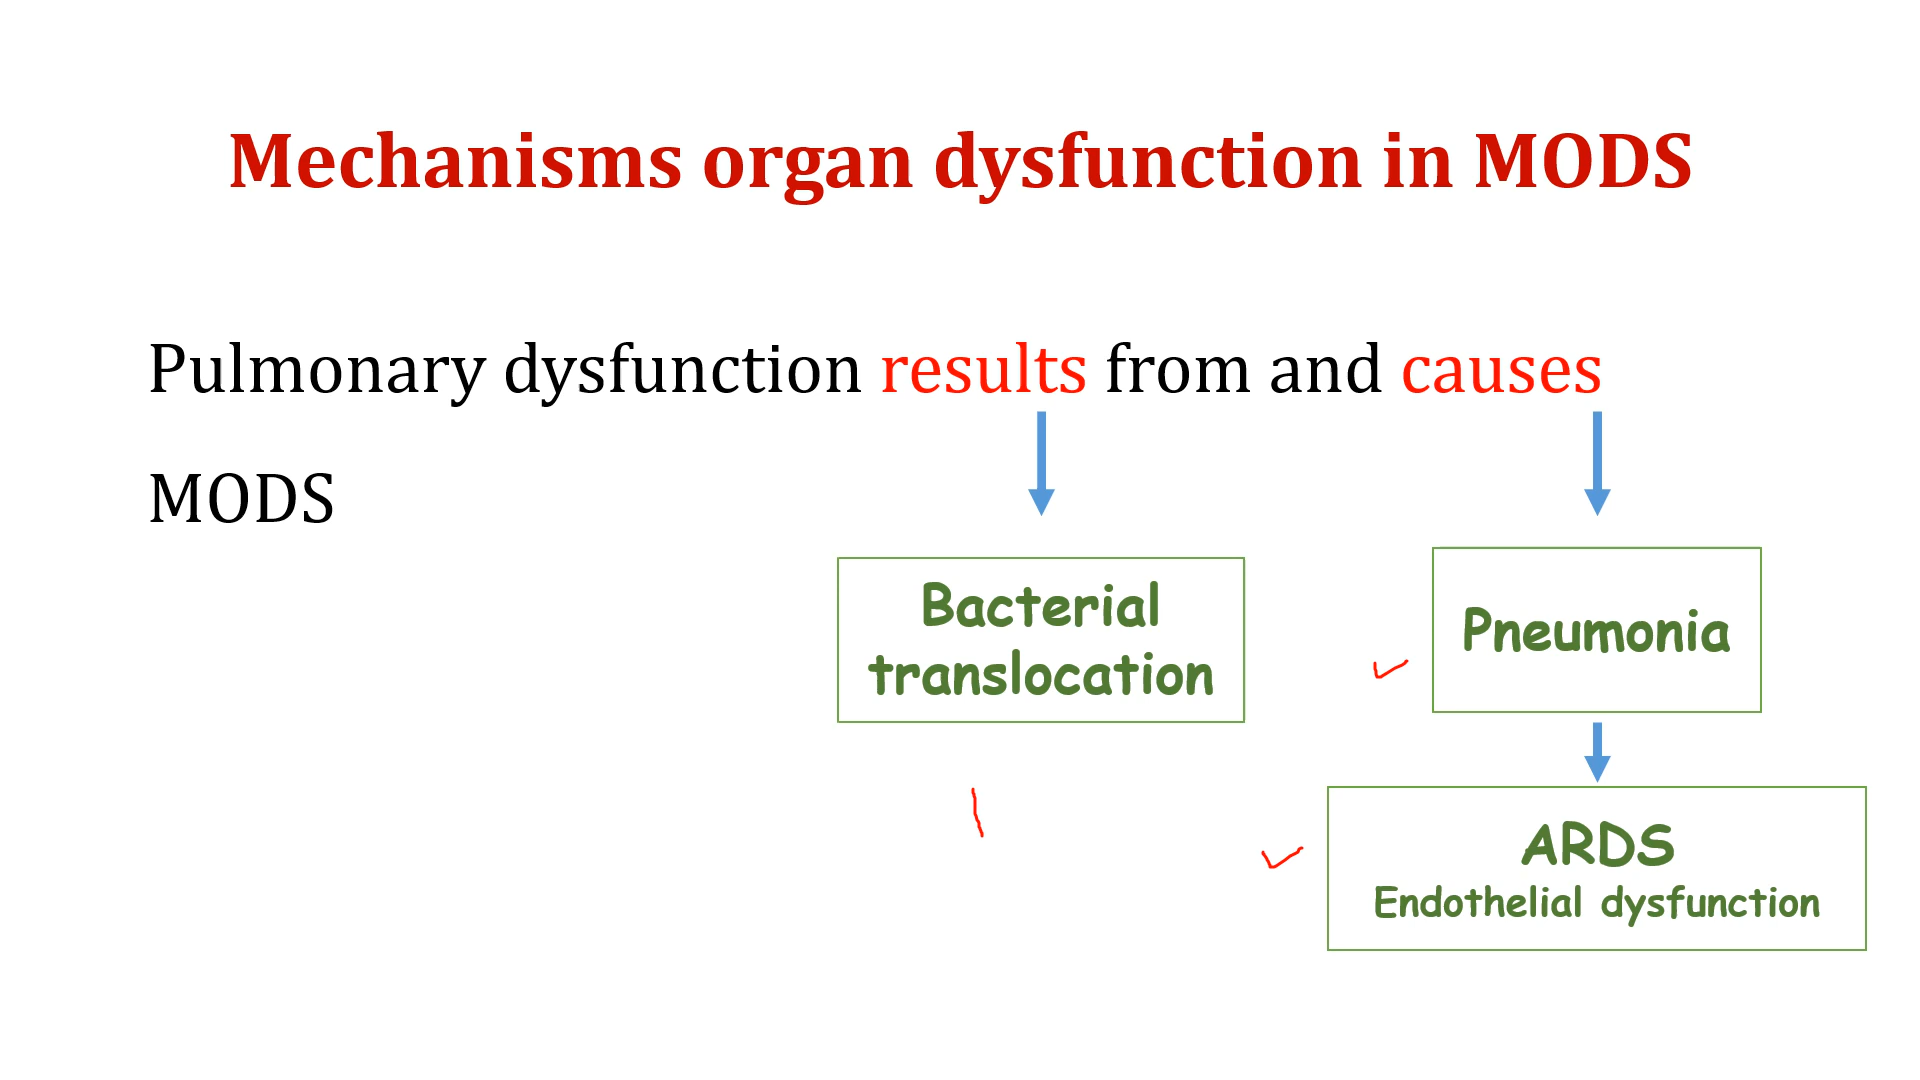 Mechanisms organ dysfunction in MODS
Pulmonary dysfunction results from and causes
MODS
Bacterial
translocation
Pneumonia
ARDS
Endothelial dysfunction